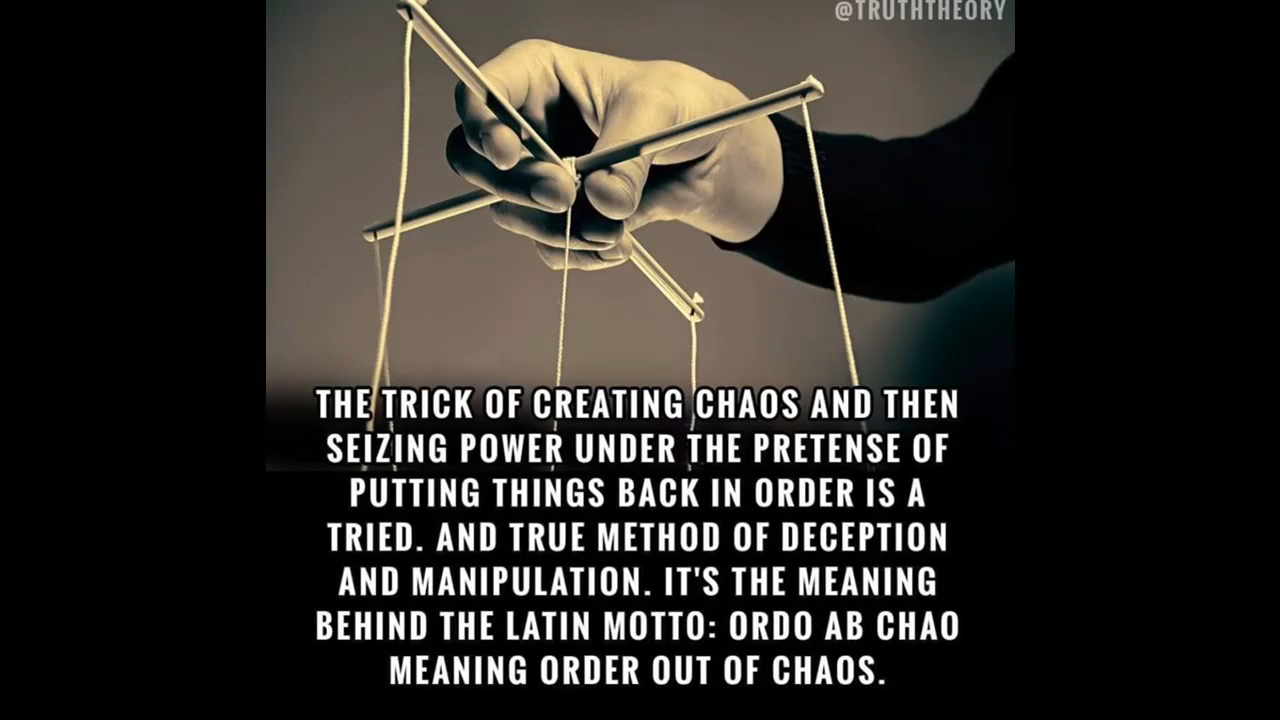 @TRUTHTHEORY
THE TRICK OF CREATING CHAOS AND THEN
SEIZING POWER UNDER THE PRETENSE OF
PUTTING THINGS BACK IN ORDER IS A
TRIED. AND TRUE METHOD OF DECEPTION
AND MANIPULATION. IT'S THE MEANING
BEHIND THE LATIN MOTTO: ORDO AB CHAO
MEANING ORDER OUT OF CHAOS.